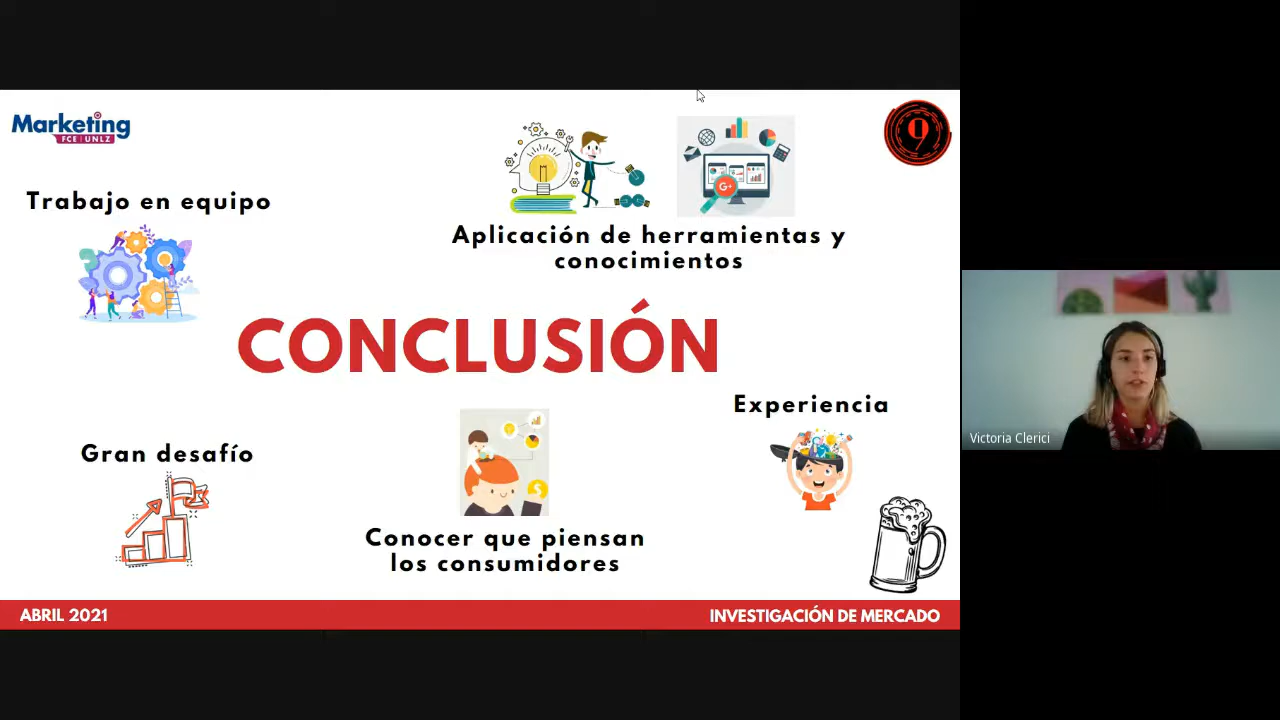 Marketing
FCE | UNLZ
9
Trabajo en equipo
G+
Aplicación de herramientas y
conocimientos
CONCLUSIÓN
Experiencia
Gran desafío
Conocer que piensan
los consumidores
Victoria Clerici
ABRIL 2021
INVESTIGACIÓN DE MERCADO